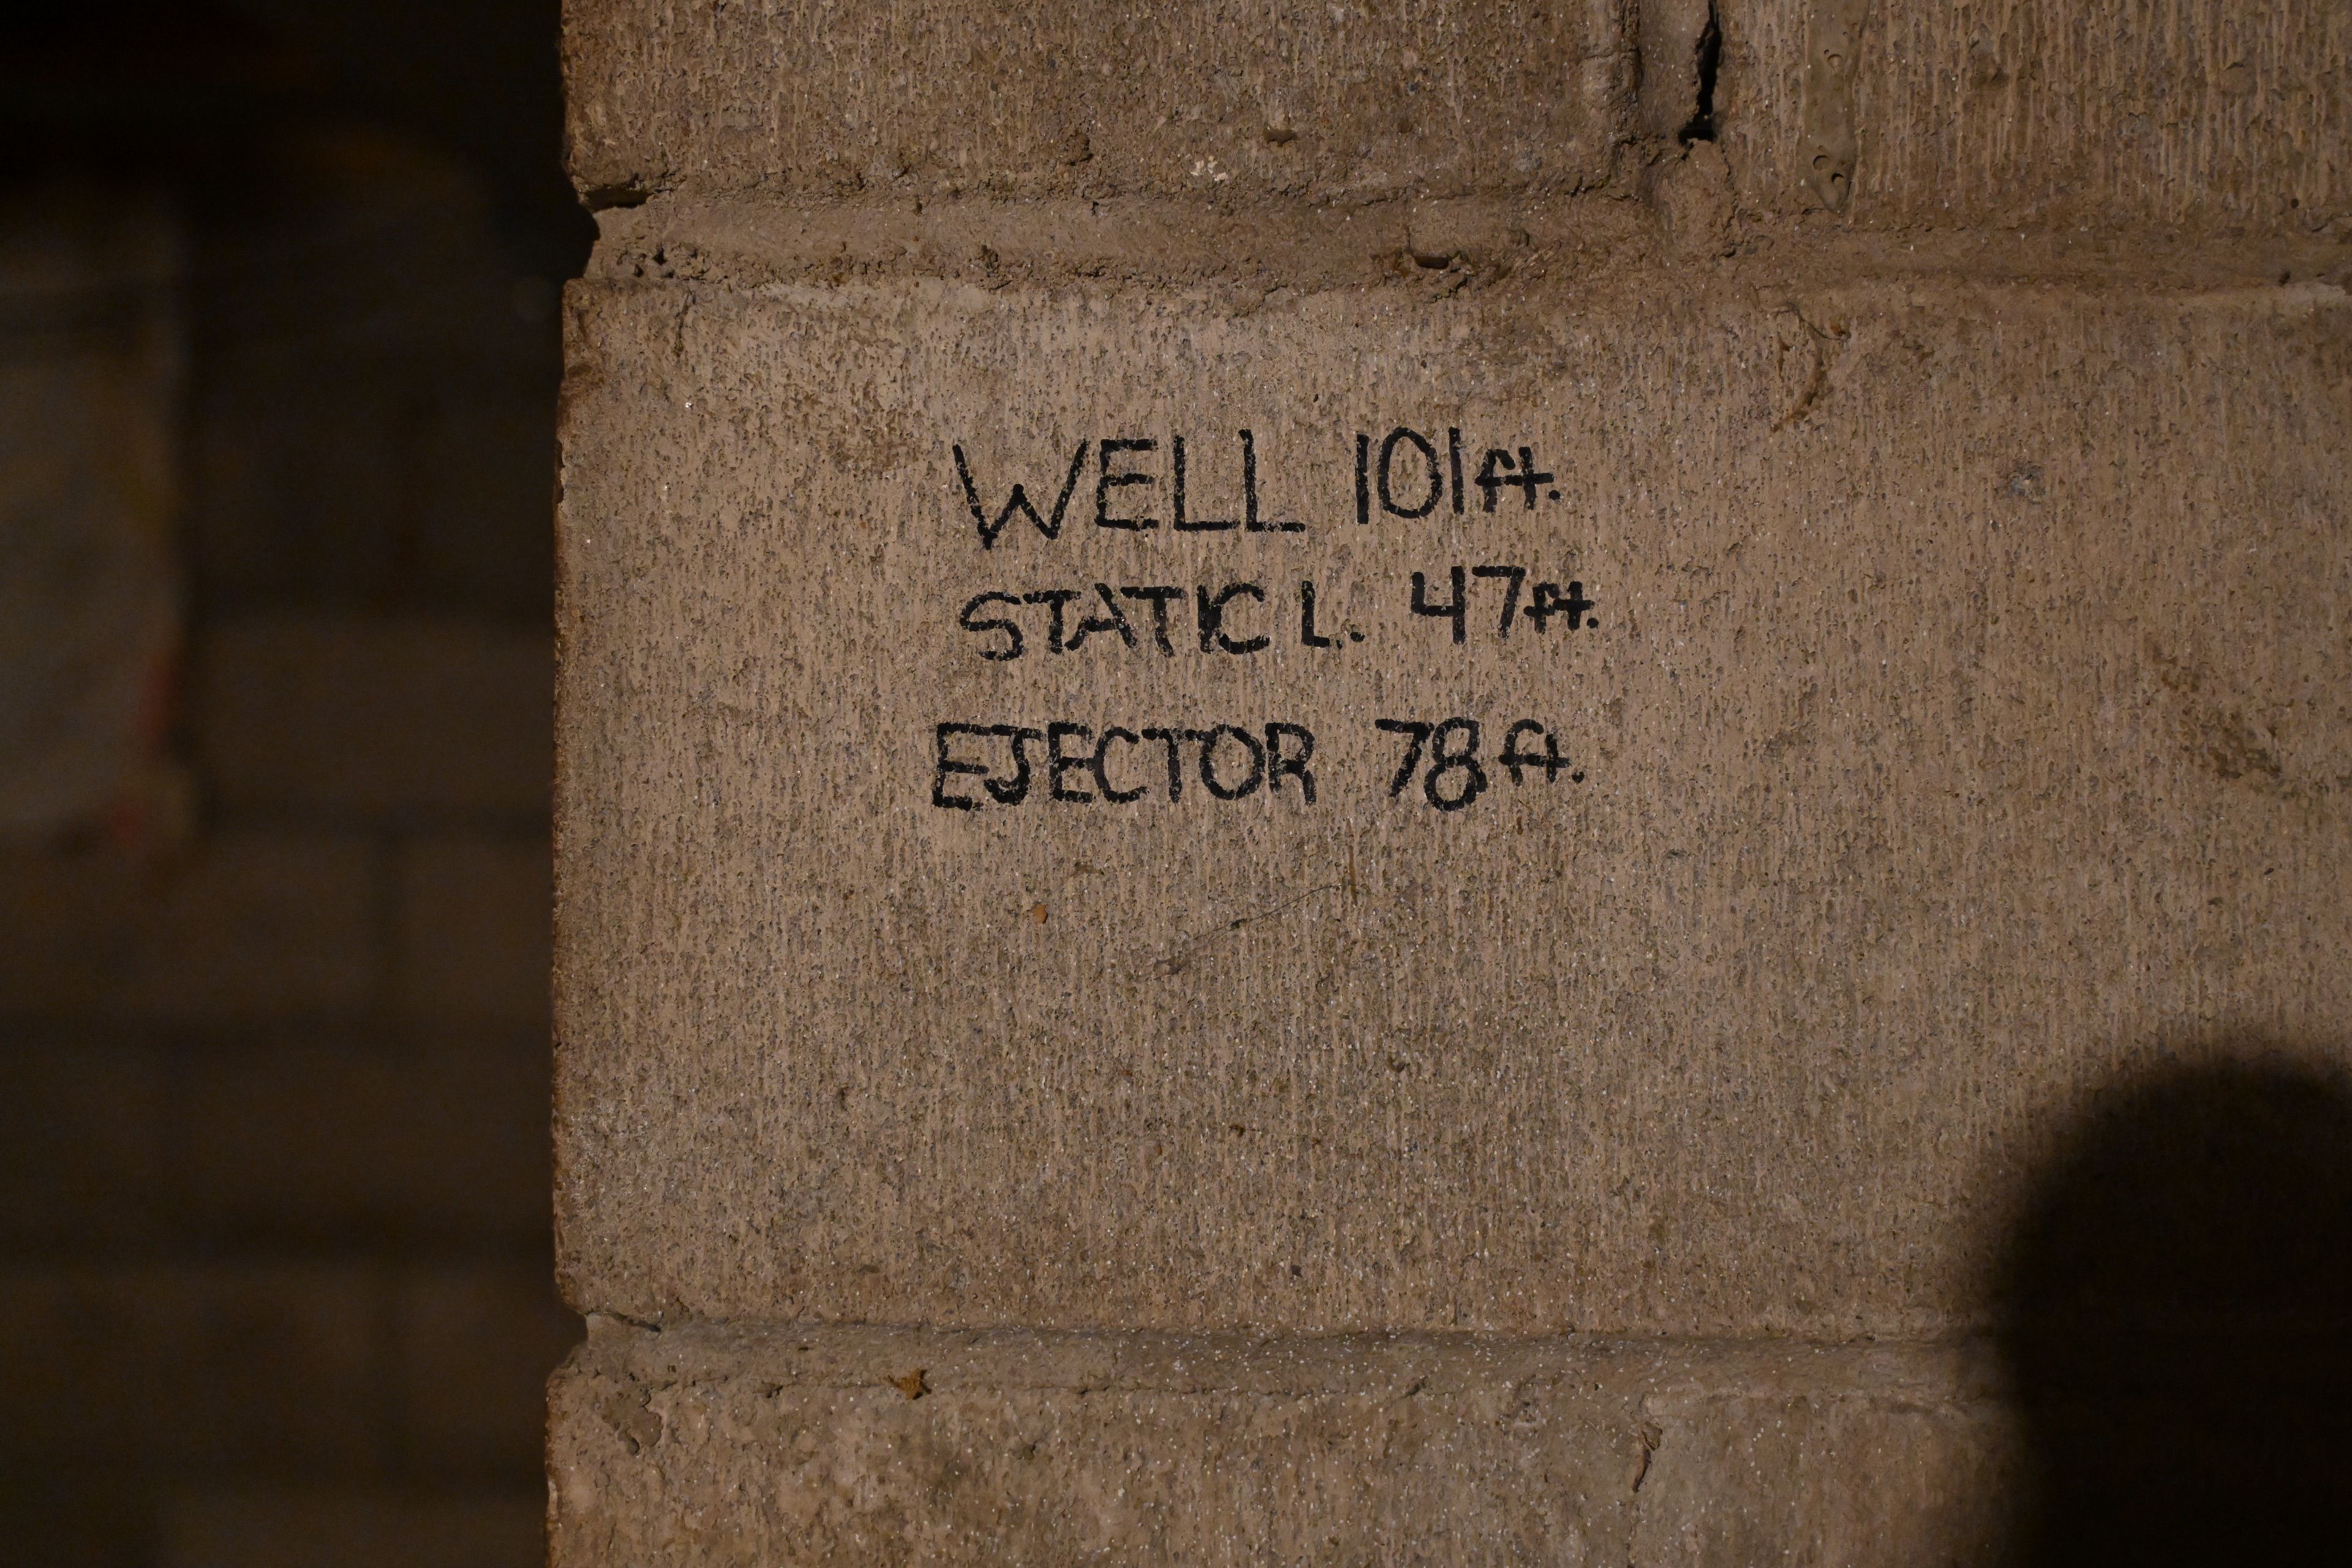 WELL 101ft.
STATIC L. 47ft.
EJECTOR 78ft.